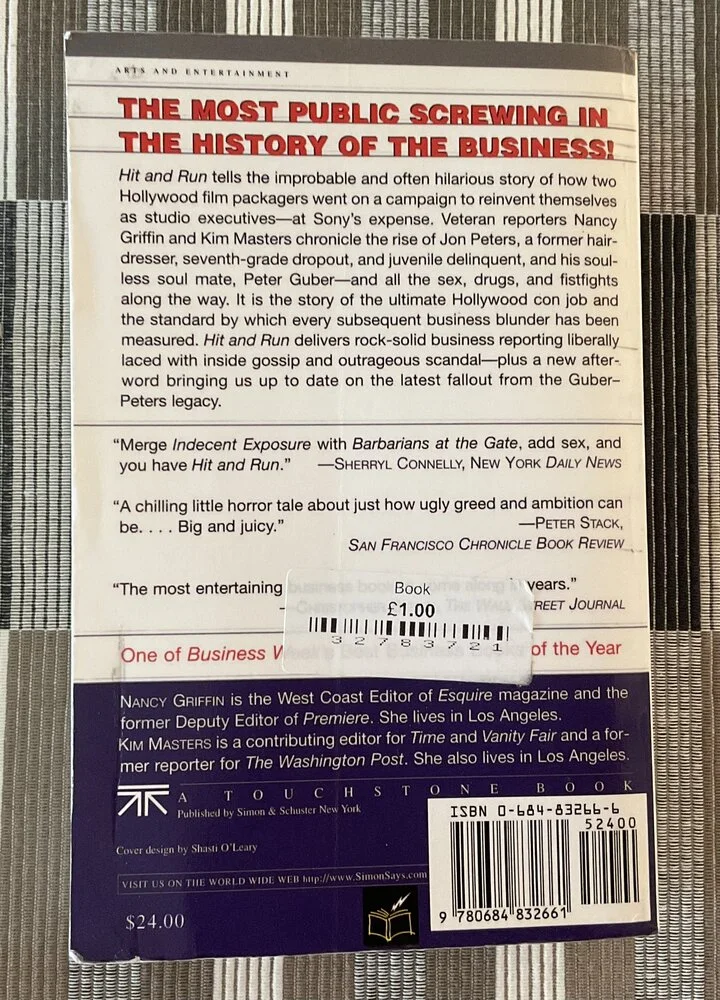 ARTS AND ENTERTAINMENT
THE MOST PUBLIC SCREWING IN
THE HISTORY OF THE BUSINESS!
Hit and Run tells the improbable and often hilarious story of how two
Hollywood film packagers went on a campaign to reinvent themselves
as studio executives—at Sony's expense. Veteran reporters Nancy
Griffin and Kim Masters chronicle the rise of Jon Peters, a former hair-
dresser, seventh-grade dropout, and juvenile delinquent, and his soul-
less soul mate, Peter Guber—and all the sex, drugs, and fistfights
along the way. It is the story of the ultimate Hollywood con job and
the standard by which every subsequent business blunder has been
measured. Hit and Run delivers rock-solid business reporting liberally
laced with inside gossip and outrageous scandal—plus a new after-
word bringing us up to date on the latest fallout from the Guber–
Peters legacy.
“Merge Indecent Exposure with Barbarians at the Gate, add sex, and
you have Hit and Run.” —SHERRYL CONNELLY, NEW YORK DAILY NEWS
“A chilling little horror tale about just how ugly greed and ambition can
be. . . . Big and juicy.” —PETER STACK,
SAN FRANCISCO CHRONICLE BOOK REVIEW
“The most entertaining business book to come along in years.”
THE WALL STREET JOURNAL
Book
£1.00
32783721
One of Business Week's Best Business Books of the Year
NANCY GRIFFIN is the West Coast Editor of Esquire magazine and the
former Deputy Editor of Premiere. She lives in Los Angeles.
KIM MASTERS is a contributing editor for Time and Vanity Fair and a for-
mer reporter for The Washington Post. She also lives in Los Angeles.
A TOUCHSTONE BOOK
Published by Simon & Schuster New York
Cover design by Shasti O'Leary
VISIT US ON THE WORLD WIDE WEB http://www.SimonSays.com
$24.00
ISBN 0-684-83266-6
52400
9 780684 832661